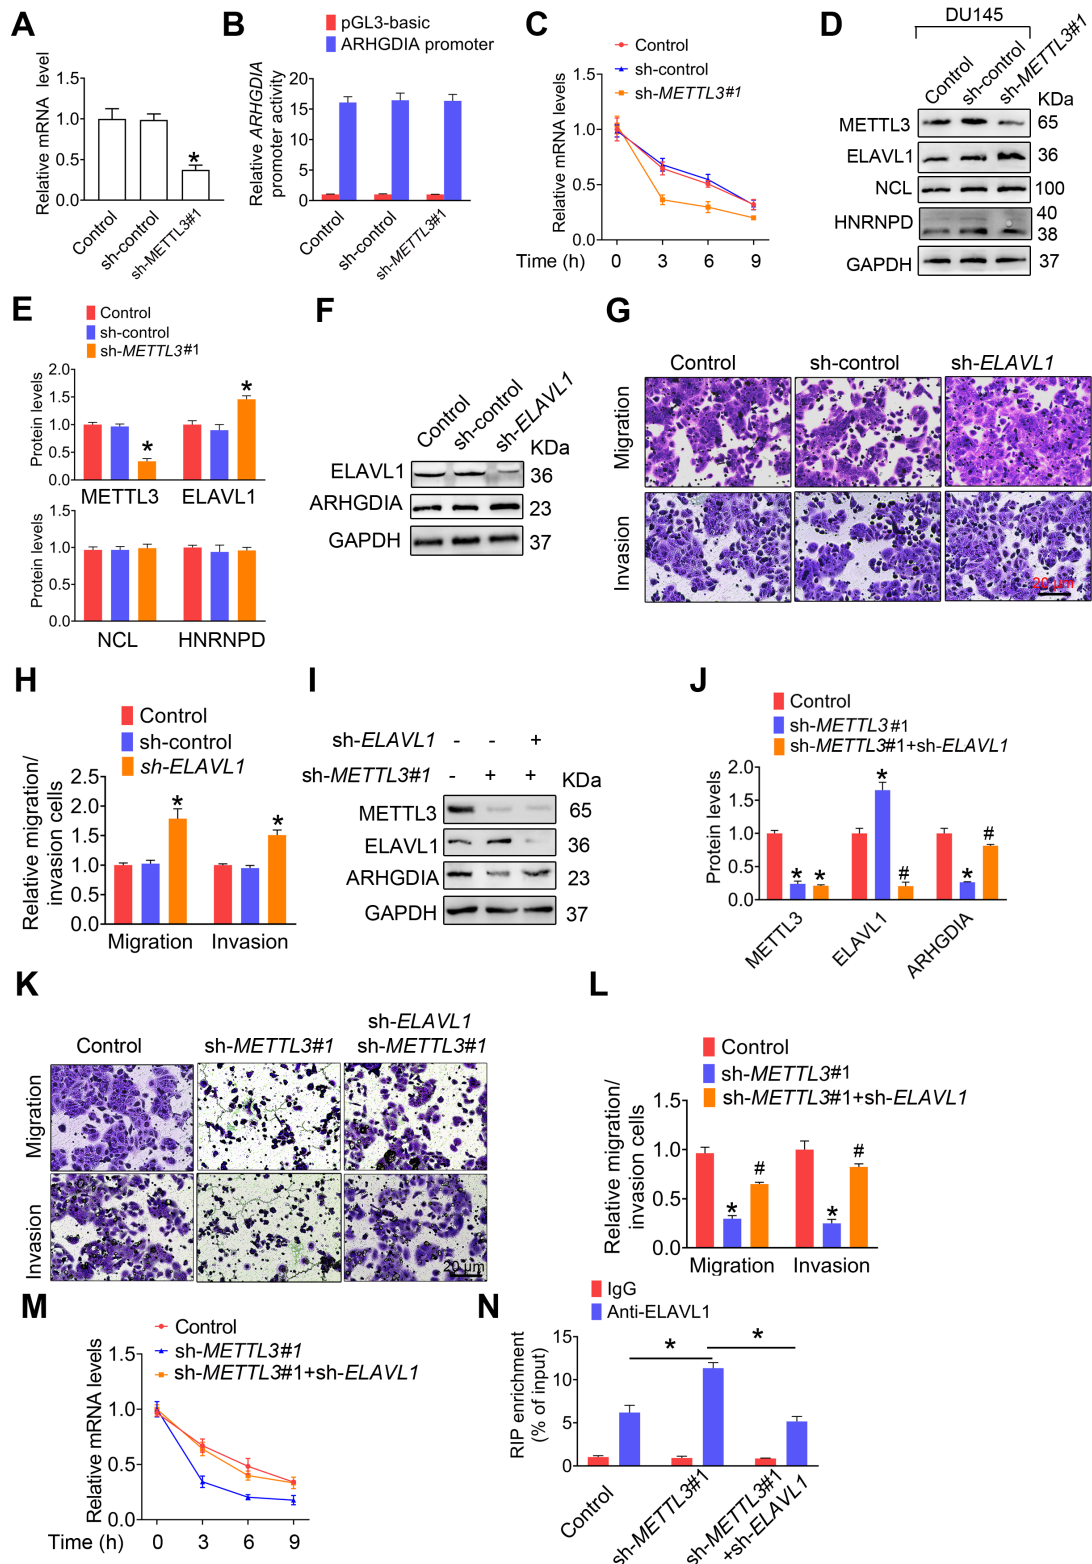 A
Relative mRNA level
1.5
1.0
0.5
0.0
*
Control
sh-control
sh-METTL3#1
B
pGL3-basic
ARHGDIA promoter
Relative ARHGDIA
promoter activity
20
15
10
5
0
Control
sh-control
sh-METTL3#1
C
Control
sh-control
sh-METTL3#1
Relative mRNA levels
1.5
1.0
0.5
0.0
Time (h) 0 3 6 9
D
DU145
Control
sh-control
sh-METTL3#1
KDa
METTL3 65
ELAVL1 36
NCL 100
HNRNPD 40
38
GAPDH 37
E
Control
sh-control
sh-METTL3#1
Protein levels
2.0
1.5
1.0
0.5
0.0
* *
METTL3 ELAVL1
Protein levels
1.5
1.0
0.5
0.0
NCL HNRNPD
F
Control
sh-control
sh-ELAVL1
KDa
ELAVL1 36
ARHGDIA 23
GAPDH 37
G
Control sh-control sh-ELAVL1
Migration
Invasion
20 μm
H
Control
sh-control
sh-ELAVL1
Relative migration/
invasion cells
2.5
2.0
1.5
1.0
0.5
0.0
* *
Migration Invasion
I
sh-ELAVL1 - - +
sh-METTL3#1 - + + KDa
METTL3 65
ELAVL1 36
ARHGDIA 23
GAPDH 37
J
Control
sh-METTL3#1
sh-METTL3#1+sh-ELAVL1
Protein levels
2.0
1.5
1.0
0.5
0.0
* * * # * #
METTL3
ELAVL1
ARHGDIA
K
sh-ELAVL1
Control sh-METTL3#1 sh-METTL3#1
Migration
Invasion
20 μm
L
Control
sh-METTL3#1
sh-METTL3#1+sh-ELAVL1
Relative migration/
invasion cells
1.5
1.0
0.5
0.0
* # * #
Migration Invasion
M
Control
sh-METTL3#1
sh-METTL3#1+sh-ELAVL1
Relative mRNA levels
1.5
1.0
0.5
0.0
Time (h) 0 3 6 9
N
IgG
Anti-ELAVL1
RIP enrichment
(% of input)
15
10
5
0
* *
Control
sh-METTL3#1
sh-METTL3#1
+sh-ELAVL1